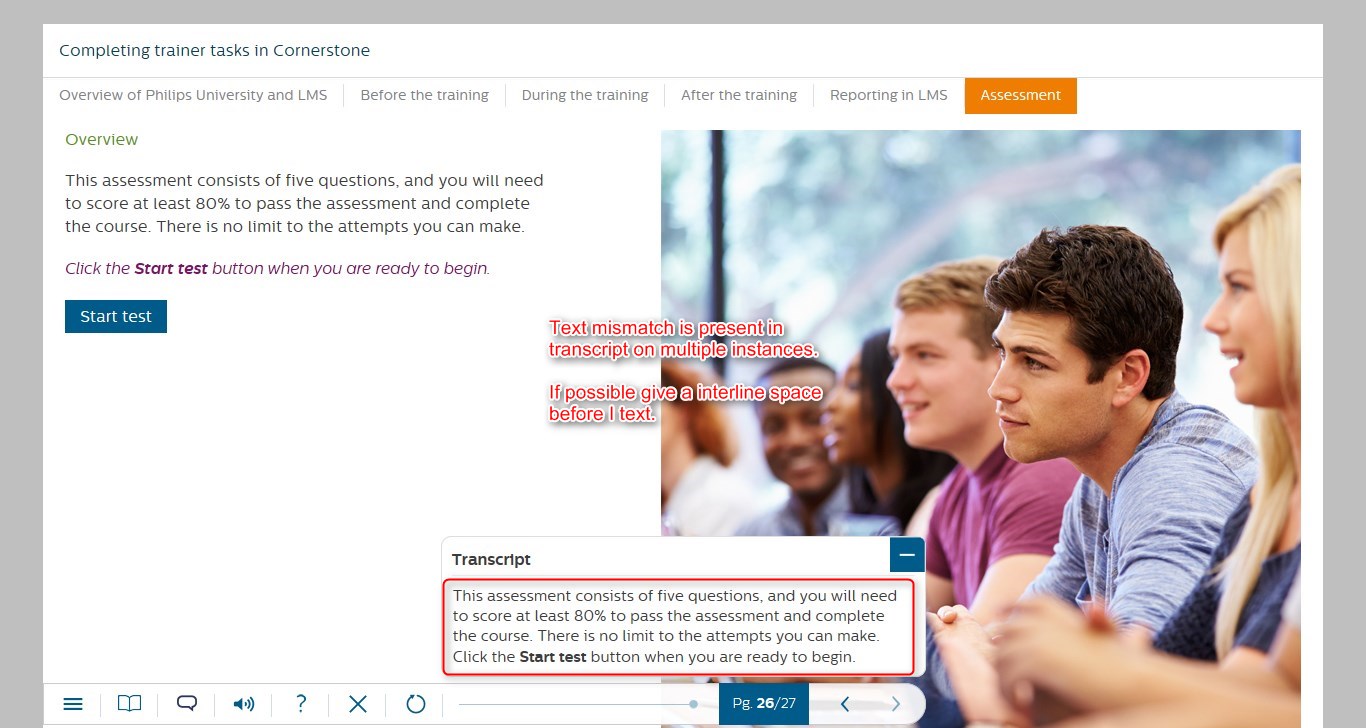 Completing trainer tasks in Cornerstone
Overview of Philips University and LMS
Before the training
During the training
After the training
Reporting in LMS
Assessment
Overview
This assessment consists of five questions, and you will need
to score at least 80% to pass the assessment and complete
the course. There is no limit to the attempts you can make.
Click the Start test button when you are ready to begin.
Start test
Text mismatch is present in
transcript on multiple instances.
If possible give a interline space
before I text.
Transcript
This assessment consists of five questions, and you will need
to score at least 80% to pass the assessment and complete
the course. There is no limit to the attempts you can make.
Click the Start test button when you are ready to begin.
?
Pg. 26/27